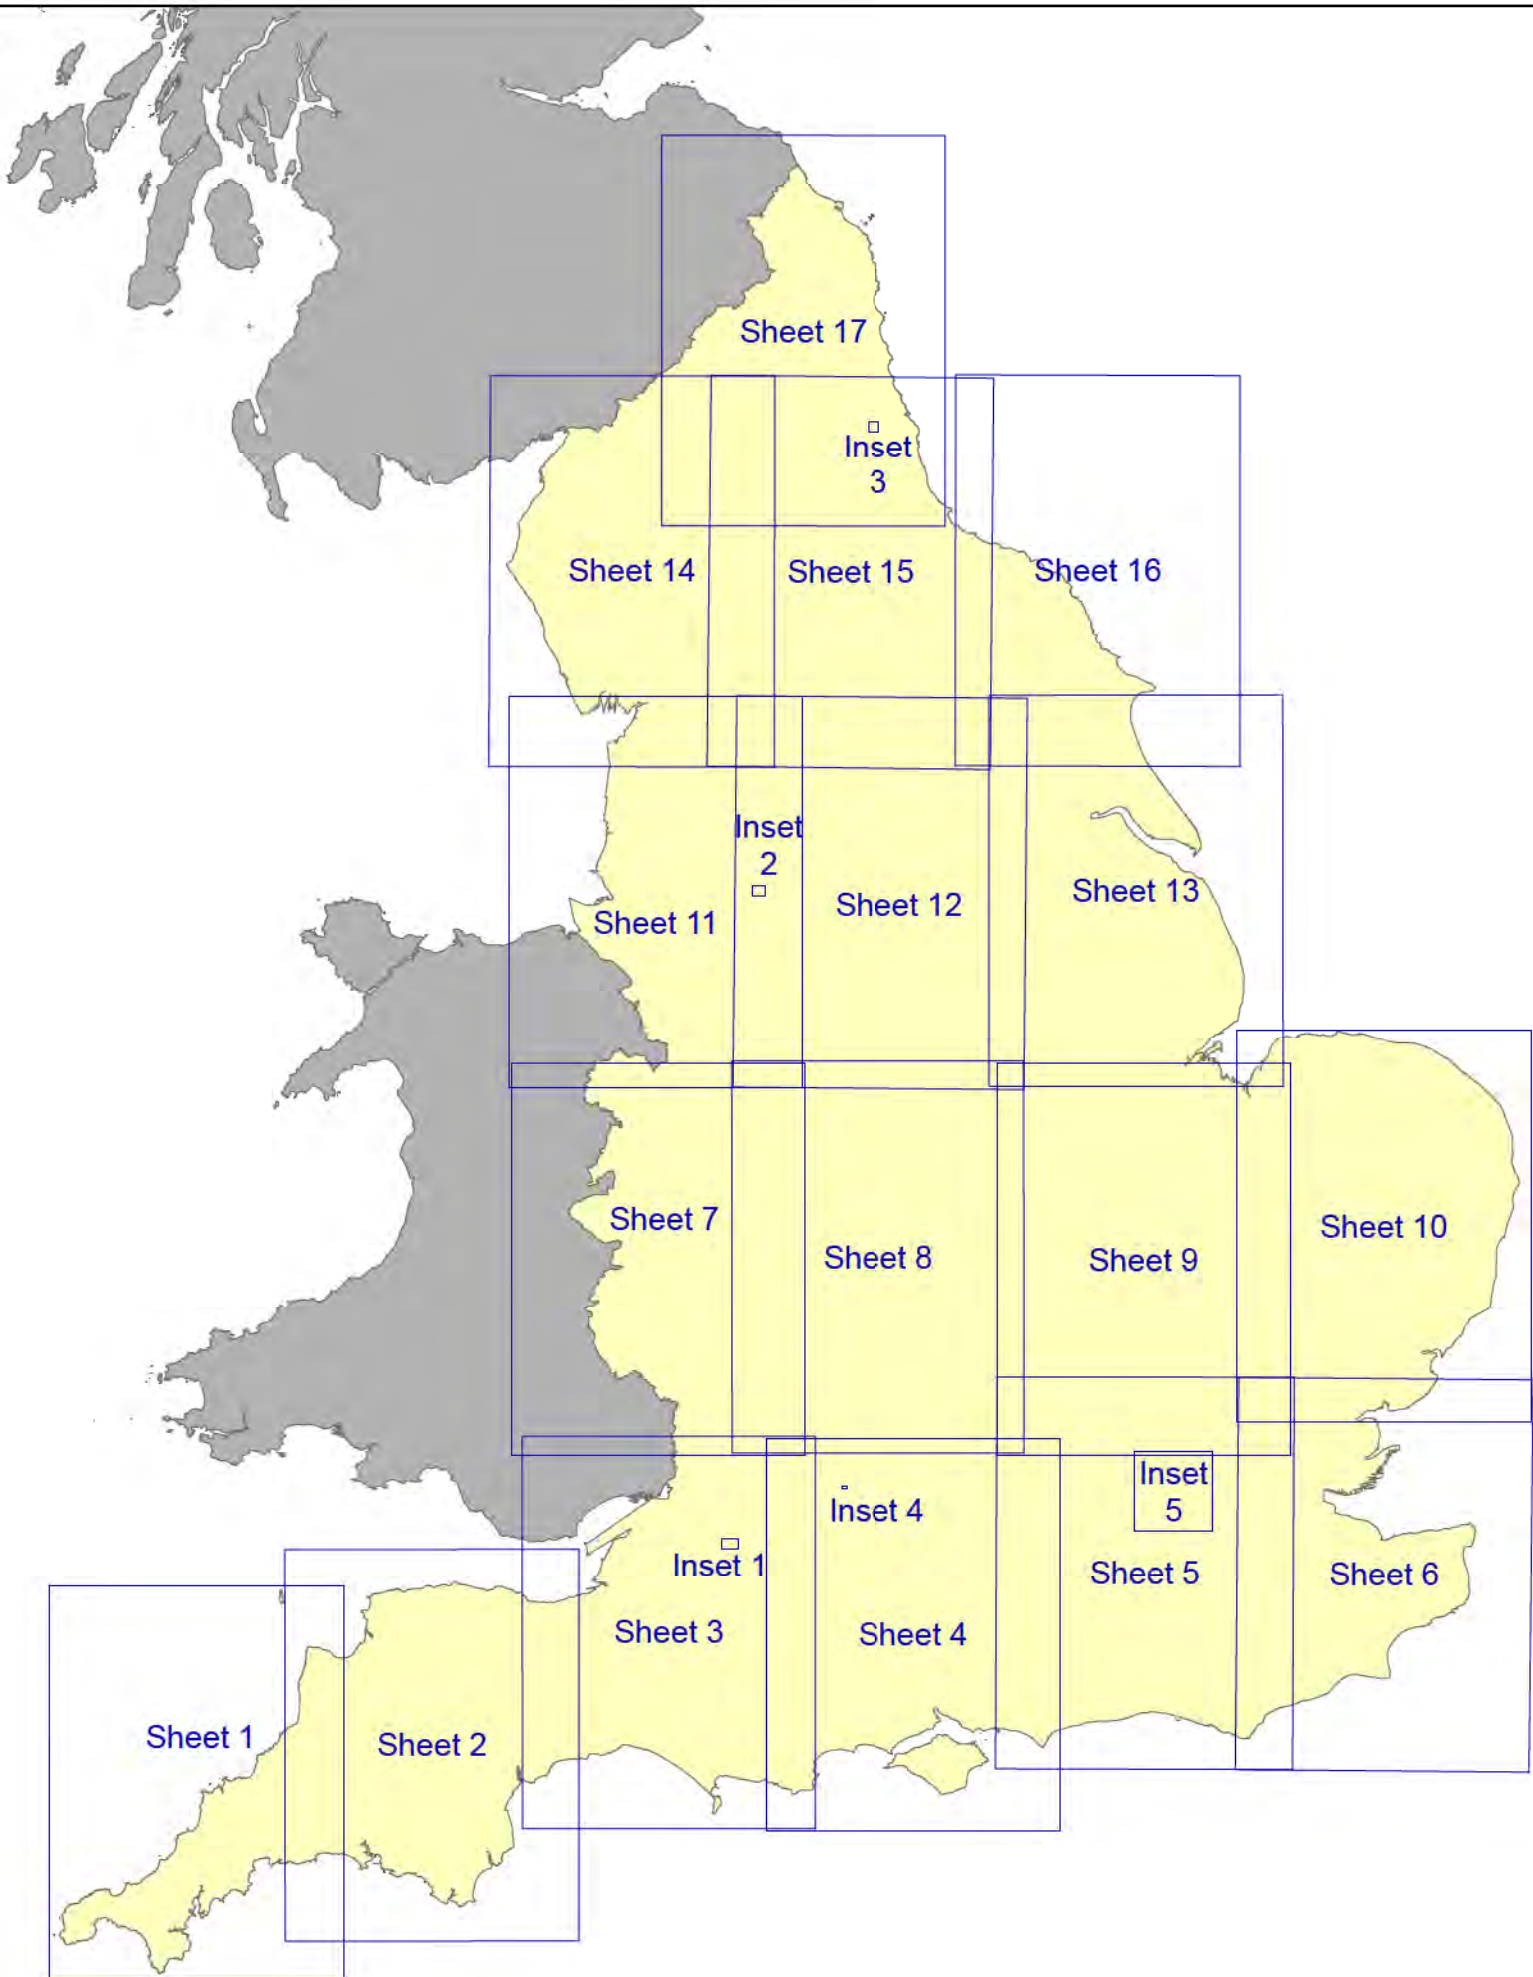 Sheet 17
Inset
3
Sheet 14
Sheet 15
Sheet 16
Inset
2
Sheet 11
Sheet 12
Sheet 13
Sheet 7
Sheet 8
Sheet 9
Sheet 10
Inset 4
Inset
5
Inset 1
Sheet 3
Sheet 4
Sheet 5
Sheet 6
Sheet 1
Sheet 2